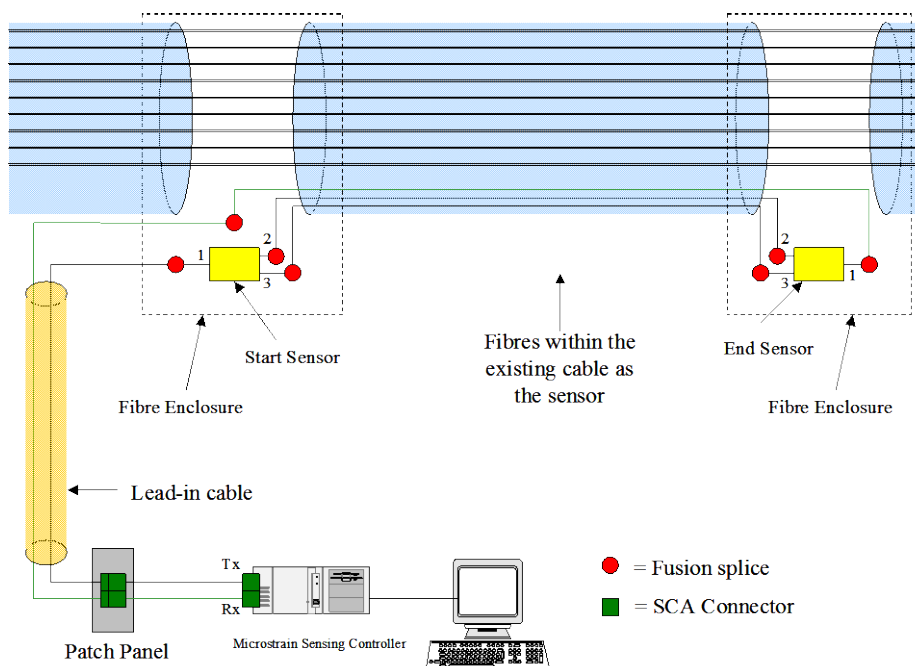 1
2
3
2
3
1
Start Sensor
Fibre Enclosure
Fibres within the
existing cable as
the sensor
End Sensor
Fibre Enclosure
Lead-in cable
Tx
Rx
Patch Panel
Microstrain Sensing Controller
= Fusion splice
= SCA Connector